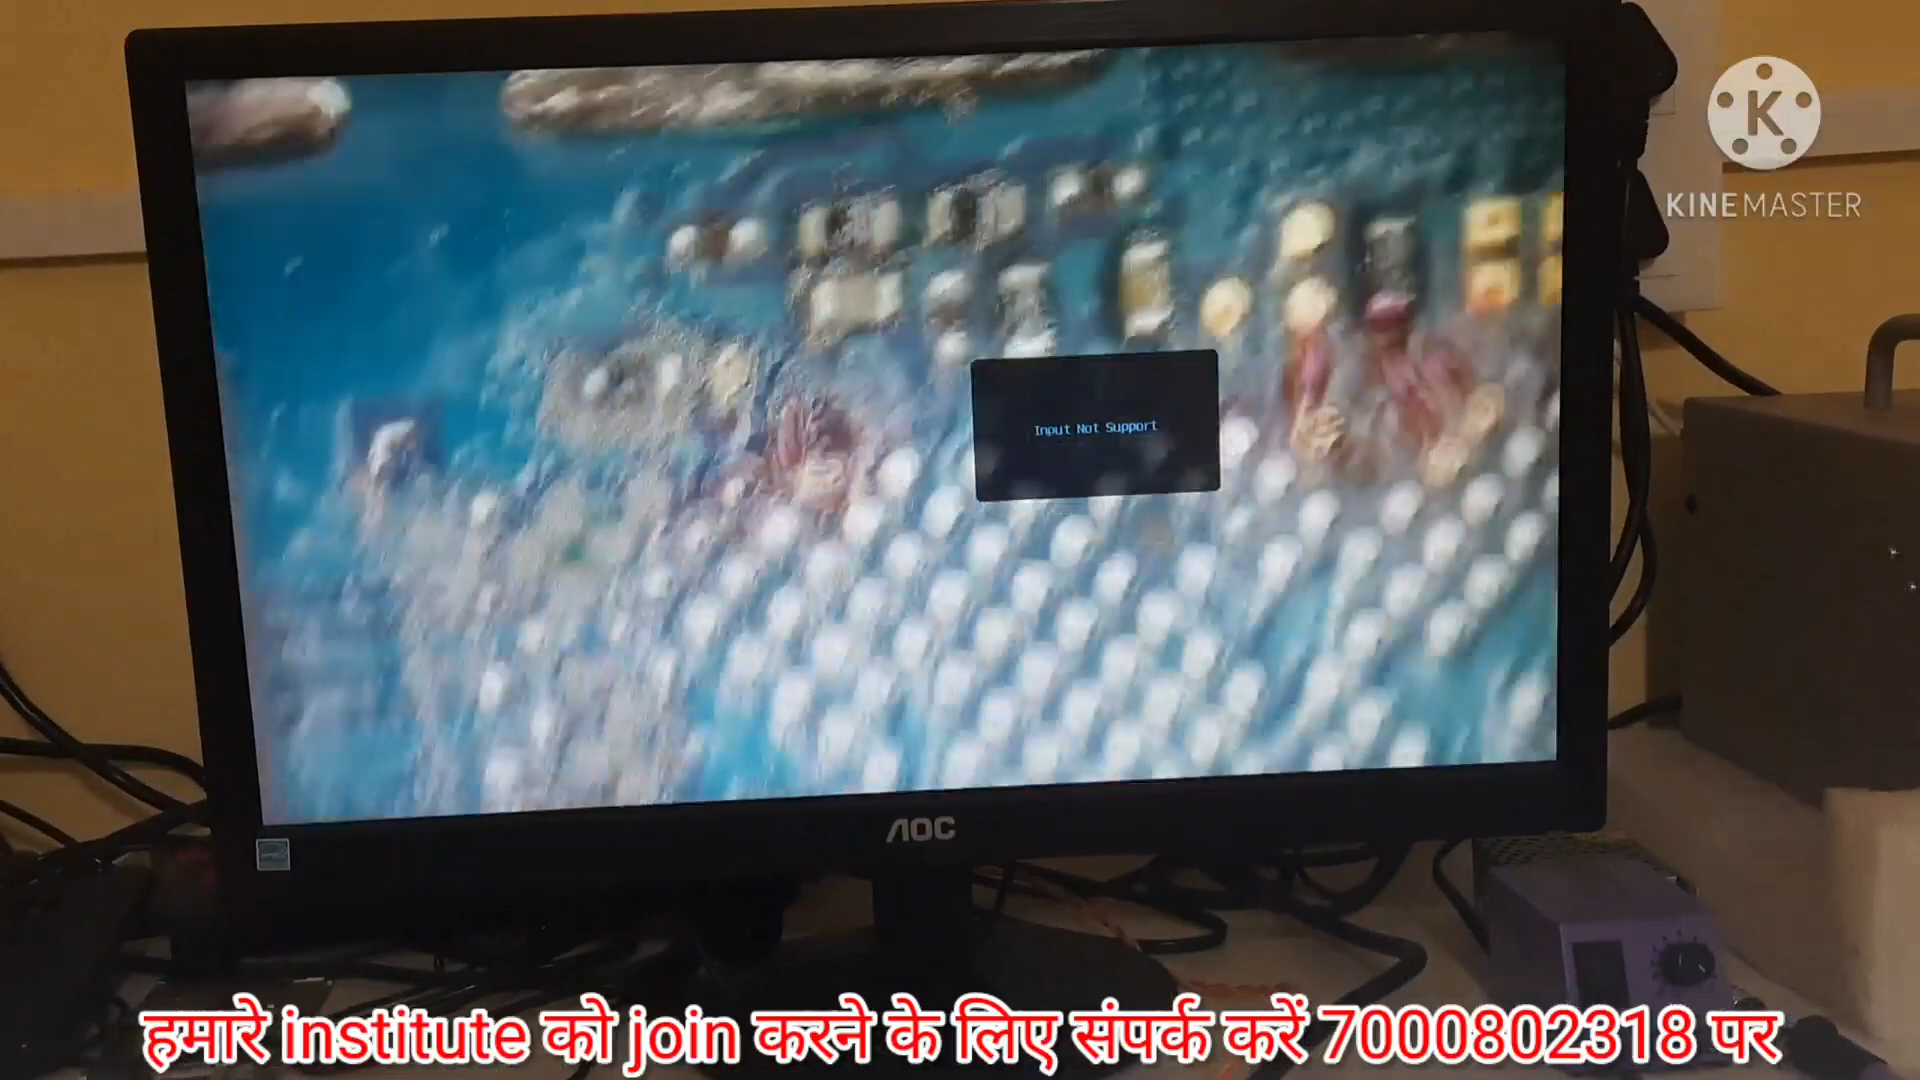 K
KINEMASTER
Input Not Support
AOC
हमारे institute को join करने के लिए संपर्क करें 7000802318 पर